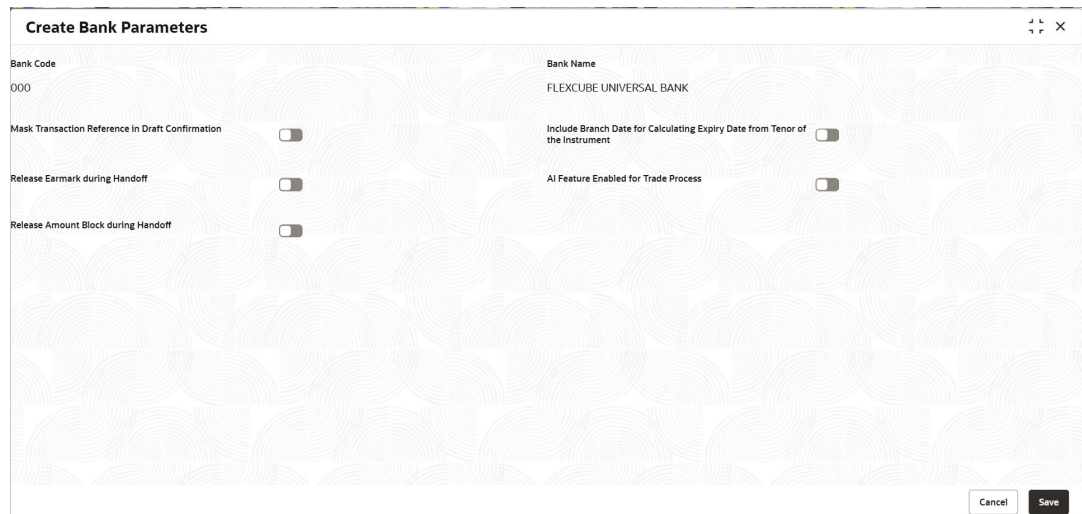 Create Bank Parameters
Bank Code
Bank Name
000
FLEXCUBE UNIVERSAL BANK
Mask Transaction Reference in Draft Confirmation
Include Branch Date for Calculating Expiry Date from Tenor of
the Instrument
Release Earmark during Handoff
AI Feature Enabled for Trade Process
Release Amount Block during Handoff
Cancel
Save